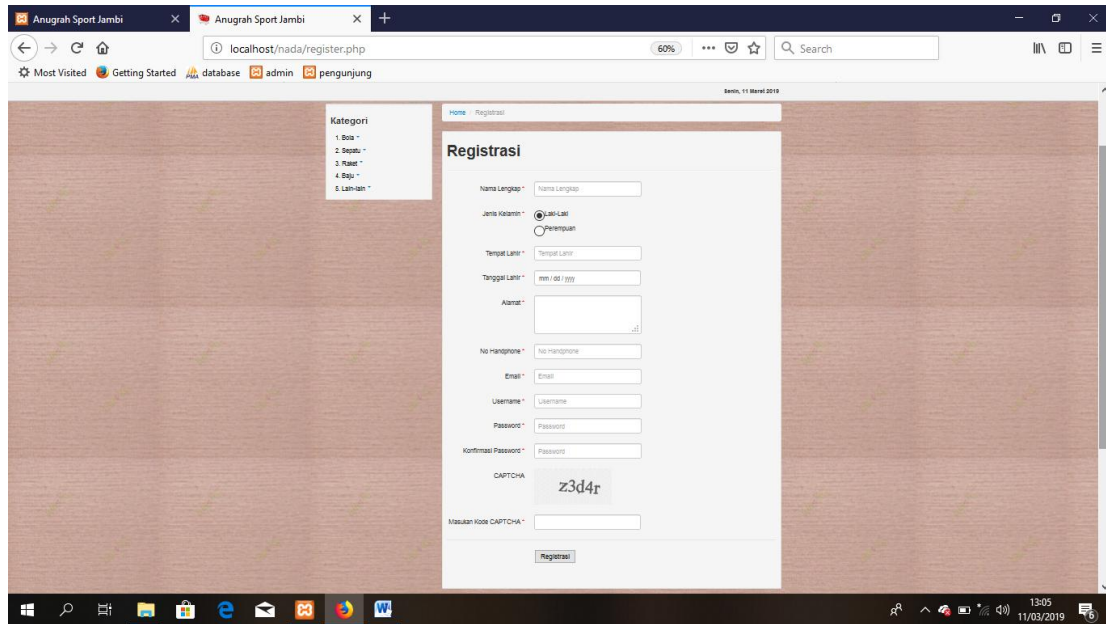 Anugrah Sport Jambi
Anugrah Sport Jambi
localhost/nada/register.php
60%
Search
Most Visited
Getting Started
database
admin
pengunjung
Senin, 11 Maret 2019
Kategori
1. Bola
2. Sepatu
3. Raket
4. Baju
5. Lain-lain
Home / Registrasi
Registrasi
Nama Lengkap * Nama Lengkap
Jenis Kelamin * Laki-Laki
Perempuan
Tempat Lahir * Tempat Lahir
Tanggal Lahir * mm / dd / yyyy
Alamat *
No Handphone * No Handphone
Email * Email
Username * Username
Password * Password
Konfirmasi Password * Password
CAPTCHA z3d4r
Masukan Kode CAPTCHA *
Registrasi
13:05
11/03/2019
6